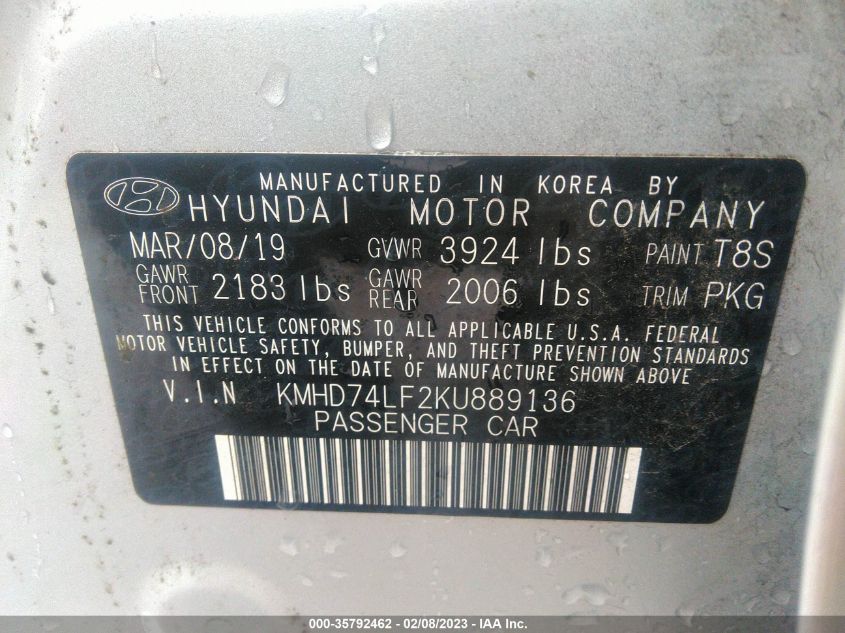 MANUFACTURED IN KOREA BY
HYUNDAI MOTOR COMPANY
MAR/08/19 GVWR 3924 lbs PAINT T8S
GAWR FRONT 2183 lbs GAWR REAR 2006 lbs TRIM PKG
THIS VEHICLE CONFORMS TO ALL APPLICABLE U.S.A. FEDERAL
MOTOR VEHICLE SAFETY, BUMPER, AND THEFT PREVENTION STANDARDS
IN EFFECT ON THE DATE OF MANUFACTURE SHOWN ABOVE
V.I.N KMHD74LF2KU889136
PASSENGER CAR
000-35792462 - 02/08/2023 - IAA Inc.